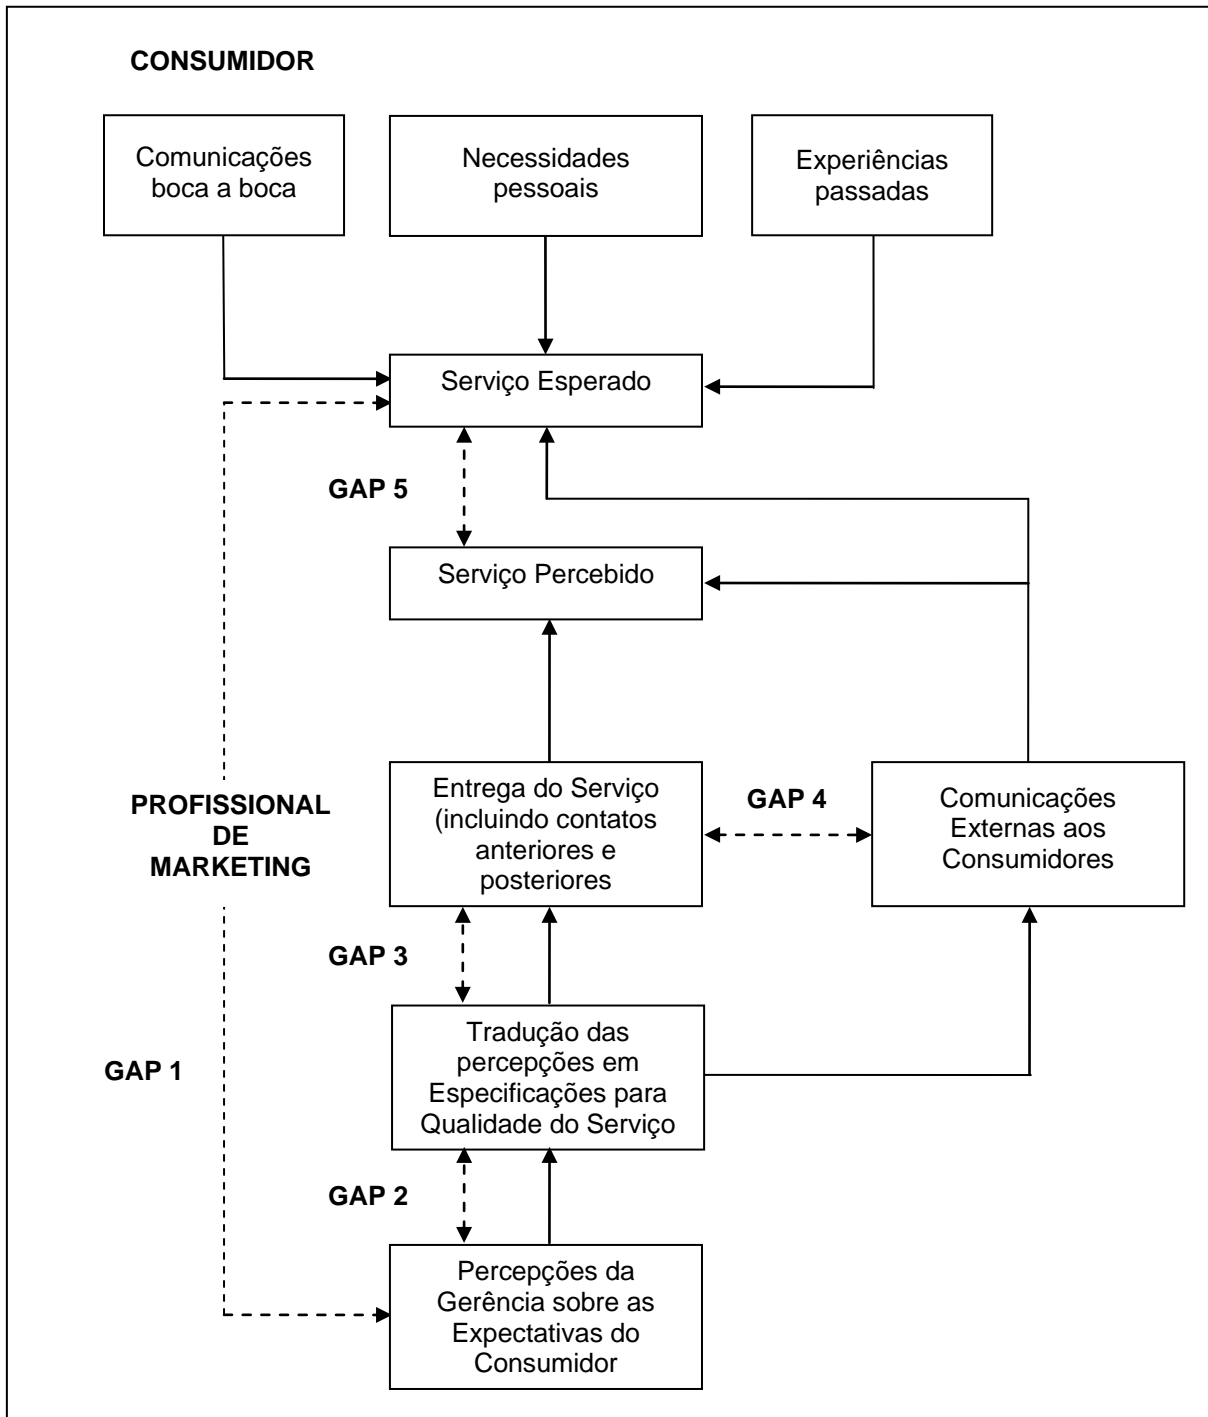 CONSUMIDOR
Comunicações
boca a boca
Necessidades
pessoais
Experiências
passadas
Serviço Esperado
GAP 5
Serviço Percebido
PROFISSIONAL
DE
MARKETING
Entrega do Serviço
(incluindo contatos
anteriores e
posteriores
GAP 4
Comunicações
Externas aos
Consumidores
GAP 3
GAP 1
Tradução das
percepções em
Especificações para
Qualidade do Serviço
GAP 2
Percepções da
Gerência sobre as
Expectativas do
Consumidor